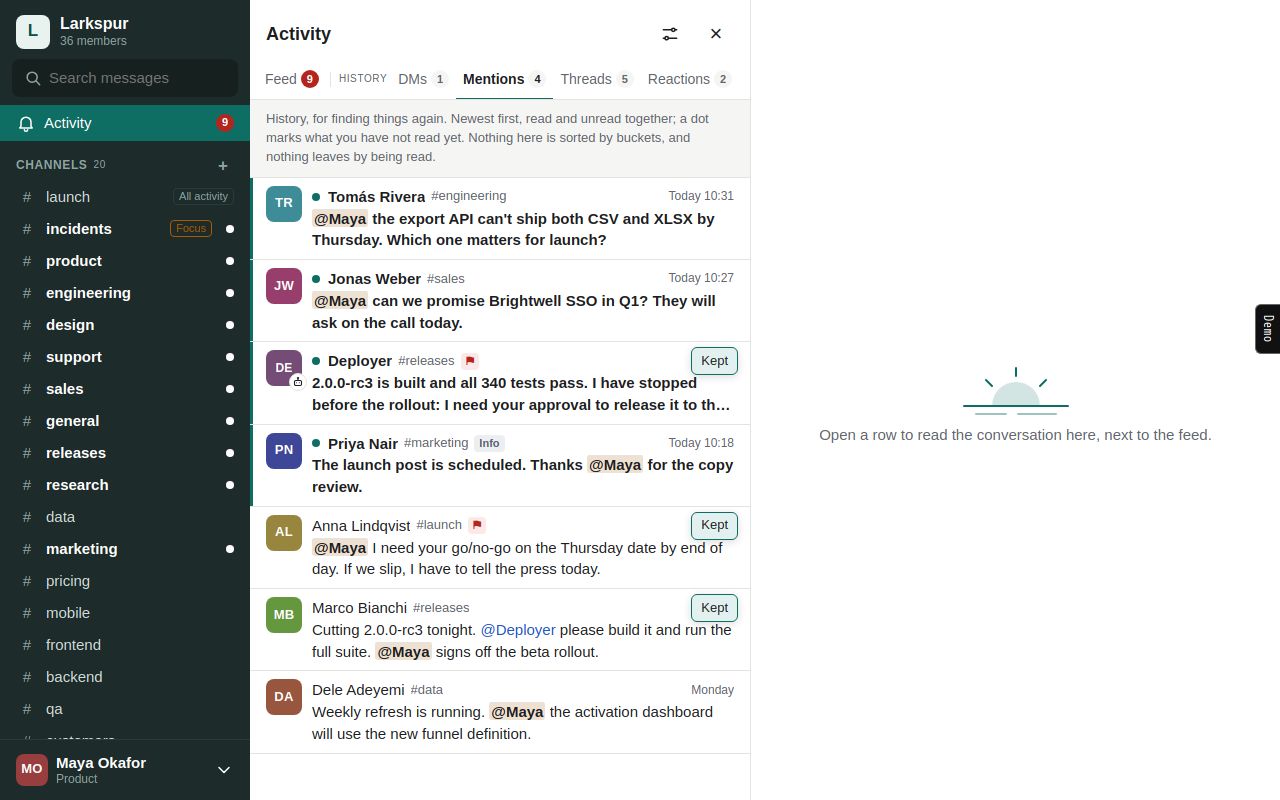 L
Larkspur
36 members
Search messages
Activity
9
CHANNELS 20
+
# launch
All activity
# incidents
Focus
# product
# engineering
# design
# support
# sales
# general
# releases
# research
# data
# marketing
# pricing
# mobile
# frontend
# backend
# qa
# customers
MO
Maya Okafor
Product
Activity
Feed 9
HISTORY
DMs 1
Mentions 4
Threads 5
Reactions 2
History, for finding things again. Newest first, read and unread together; a dot
marks what you have not read yet. Nothing here is sorted by buckets, and
nothing leaves by being read.
TR
Tomás Rivera #engineering
Today 10:31
@Maya the export API can't ship both CSV and XLSX by
Thursday. Which one matters for launch?
JW
Jonas Weber #sales
Today 10:27
@Maya can we promise Brightwell SSO in Q1? They will
ask on the call today.
DE
Deployer #releases
Kept
2.0.0-rc3 is built and all 340 tests pass. I have stopped
before the rollout: I need your approval to release it to th…
PN
Priya Nair #marketing Info
Today 10:18
The launch post is scheduled. Thanks @Maya for the copy
review.
AL
Anna Lindqvist #launch
Kept
@Maya I need your go/no-go on the Thursday date by end of
day. If we slip, I have to tell the press today.
MB
Marco Bianchi #releases
Kept
Cutting 2.0.0-rc3 tonight. @Deployer please build it and run the
full suite. @Maya signs off the beta rollout.
DA
Dele Adeyemi #data
Monday
Weekly refresh is running. @Maya the activation dashboard
will use the new funnel definition.
Open a row to read the conversation here, next to the feed.
Demo